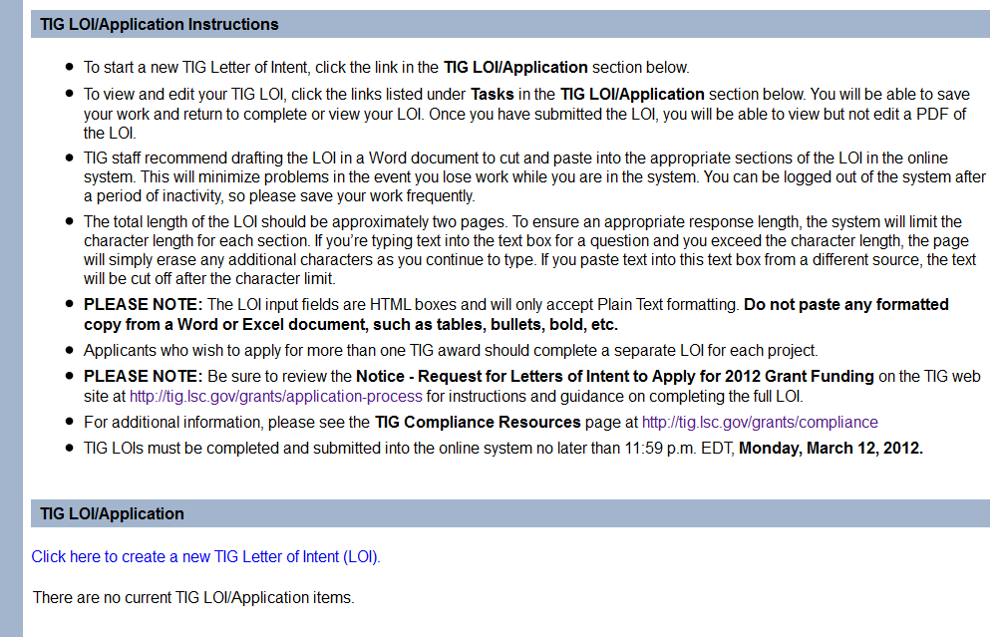 TIG LOI/Application Instructions
• To start a new TIG Letter of Intent, click the link in the TIG LOI/Application section below.
• To view and edit your TIG LOI, click the links listed under Tasks in the TIG LOI/Application section below. You will be able to save
your work and return to complete or view your LOI. Once you have submitted the LOI, you will be able to view but not edit a PDF of
the LOI.
• TIG staff recommend drafting the LOI in a Word document to cut and paste into the appropriate sections of the LOI in the online
system. This will minimize problems in the event you lose work while you are in the system. You can be logged out of the system after
a period of inactivity, so please save your work frequently.
• The total length of the LOI should be approximately two pages. To ensure an appropriate response length, the system will limit the
character length for each section. If you’re typing text into the text box for a question and you exceed the character length, the page
will simply erase any additional characters as you continue to type. If you paste text into this text box from a different source, the text
will be cut off after the character limit.
• PLEASE NOTE: The LOI input fields are HTML boxes and will only accept Plain Text formatting. Do not paste any formatted
copy from a Word or Excel document, such as tables, bullets, bold, etc.
• Applicants who wish to apply for more than one TIG award should complete a separate LOI for each project.
• PLEASE NOTE: Be sure to review the Notice - Request for Letters of Intent to Apply for 2012 Grant Funding on the TIG web
site at http://tig.lsc.gov/grants/application-process for instructions and guidance on completing the full LOI.
• For additional information, please see the TIG Compliance Resources page at http://tig.lsc.gov/grants/compliance
• TIG LOIs must be completed and submitted into the online system no later than 11:59 p.m. EDT, Monday, March 12, 2012.
TIG LOI/Application
Click here to create a new TIG Letter of Intent (LOI).
There are no current TIG LOI/Application items.